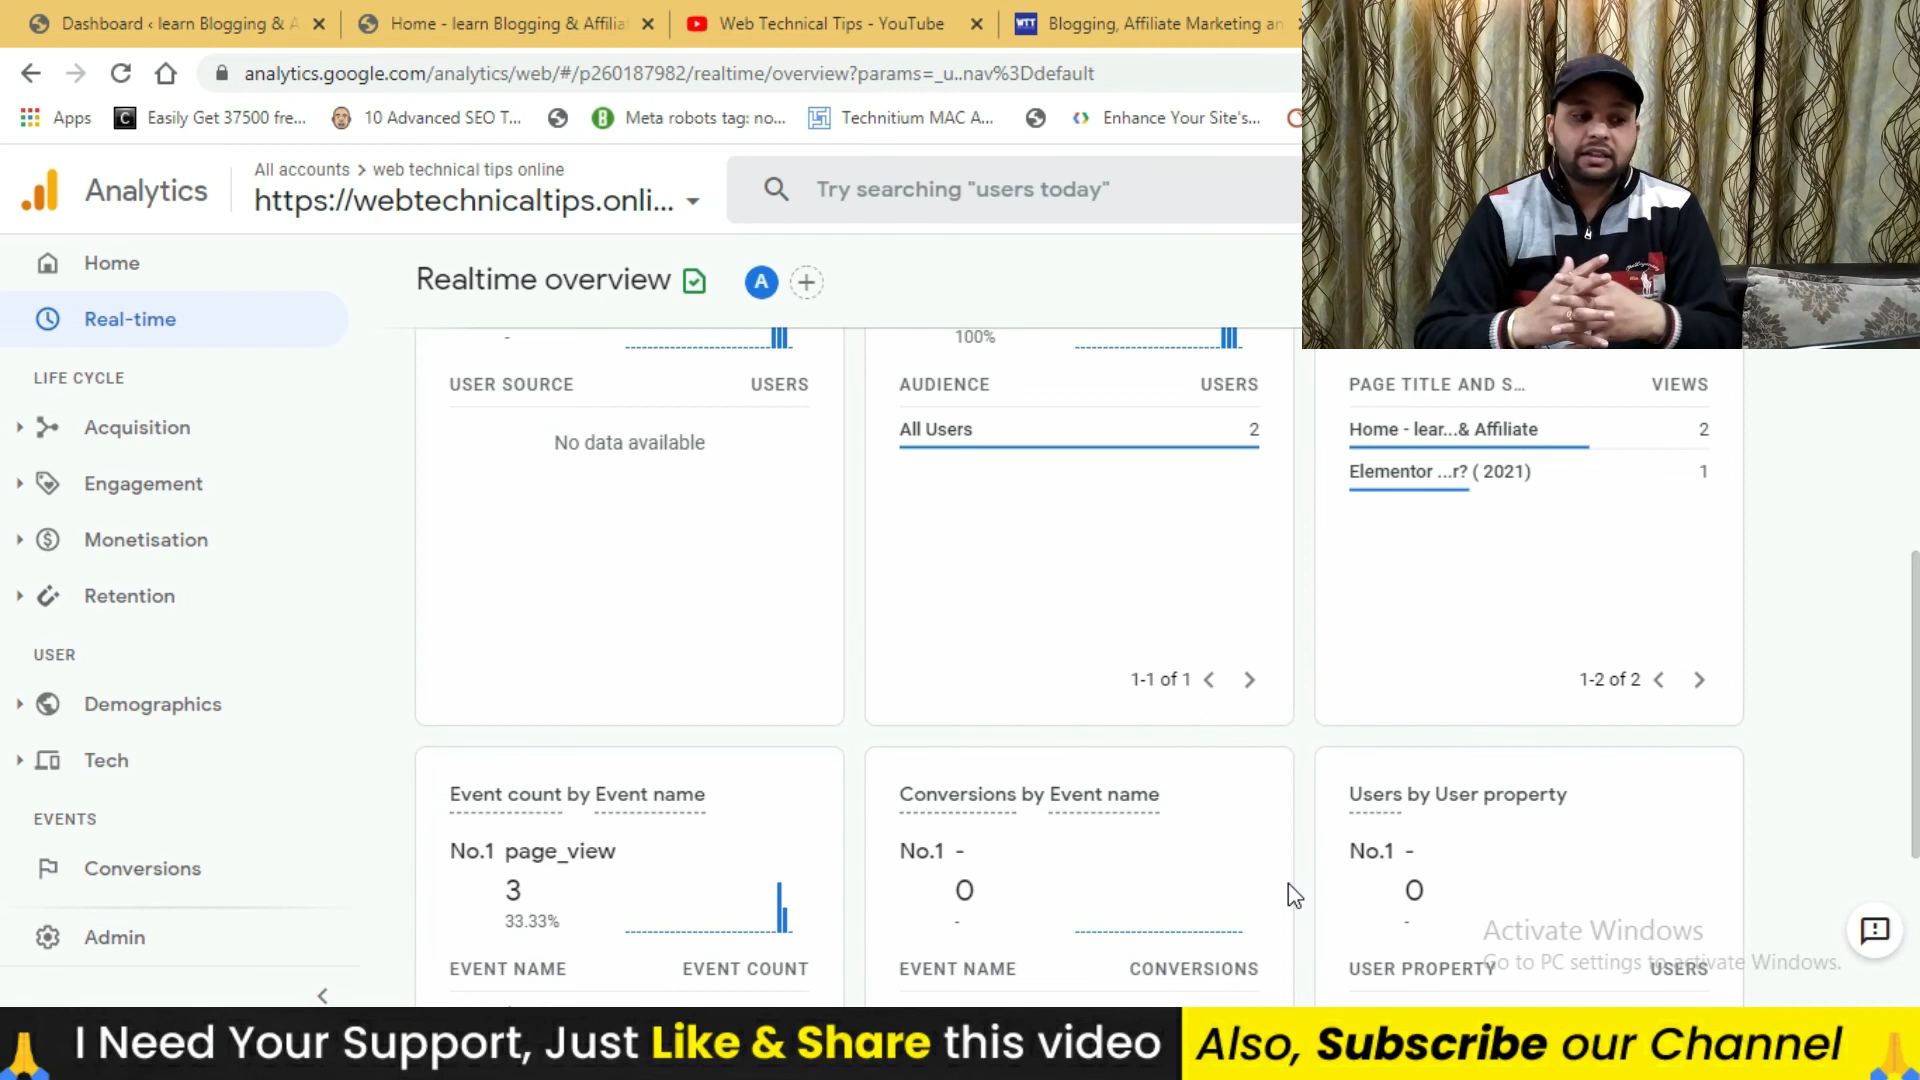 Dashboard ‹ learn Blogging & A
Home - learn Blogging & Affilia
Web Technical Tips - YouTube
WTT Blogging, Affiliate Marketing an
analytics.google.com/analytics/web/#/p260187982/realtime/overview?params=_u..nav%3Ddefault
Apps
Easily Get 37500 fre...
10 Advanced SEO T...
Meta robots tag: no...
Technitium MAC A...
Enhance Your Site's...
Analytics
All accounts > web technical tips online
https://webtechnicaltips.onli...
Try searching "users today"
Home
Real-time
LIFE CYCLE
Acquisition
Engagement
Monetisation
Retention
USER
Demographics
Tech
EVENTS
Conversions
Admin
Realtime overview
A
-
USER SOURCE USERS
No data available
100%
AUDIENCE USERS
All Users 2
1-1 of 1
PAGE TITLE AND S... VIEWS
Home - lear...& Affiliate 2
Elementor ...r? ( 2021) 1
1-2 of 2
Event count by Event name
No.1 page_view
3
33.33%
EVENT NAME EVENT COUNT
Conversions by Event name
No.1 -
0
-
EVENT NAME CONVERSIONS
Users by User property
No.1 -
0
-
USER PROPERTY USERS
Activate Windows
Go to PC settings to activate Windows.
I Need Your Support, Just Like & Share this video
Also, Subscribe our Channel